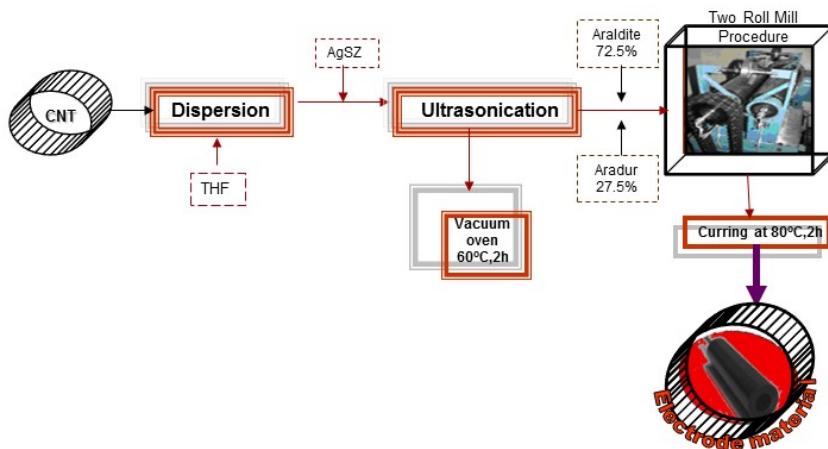 CNT
Dispersion
THF
AgSZ
Ultrasonication
Vacuum
oven
60ºC,2h
Araldite
72.5%
Aradur
27.5%
Two Roll Mill
Procedure
Curring at 80ºC,2h
Electrode material